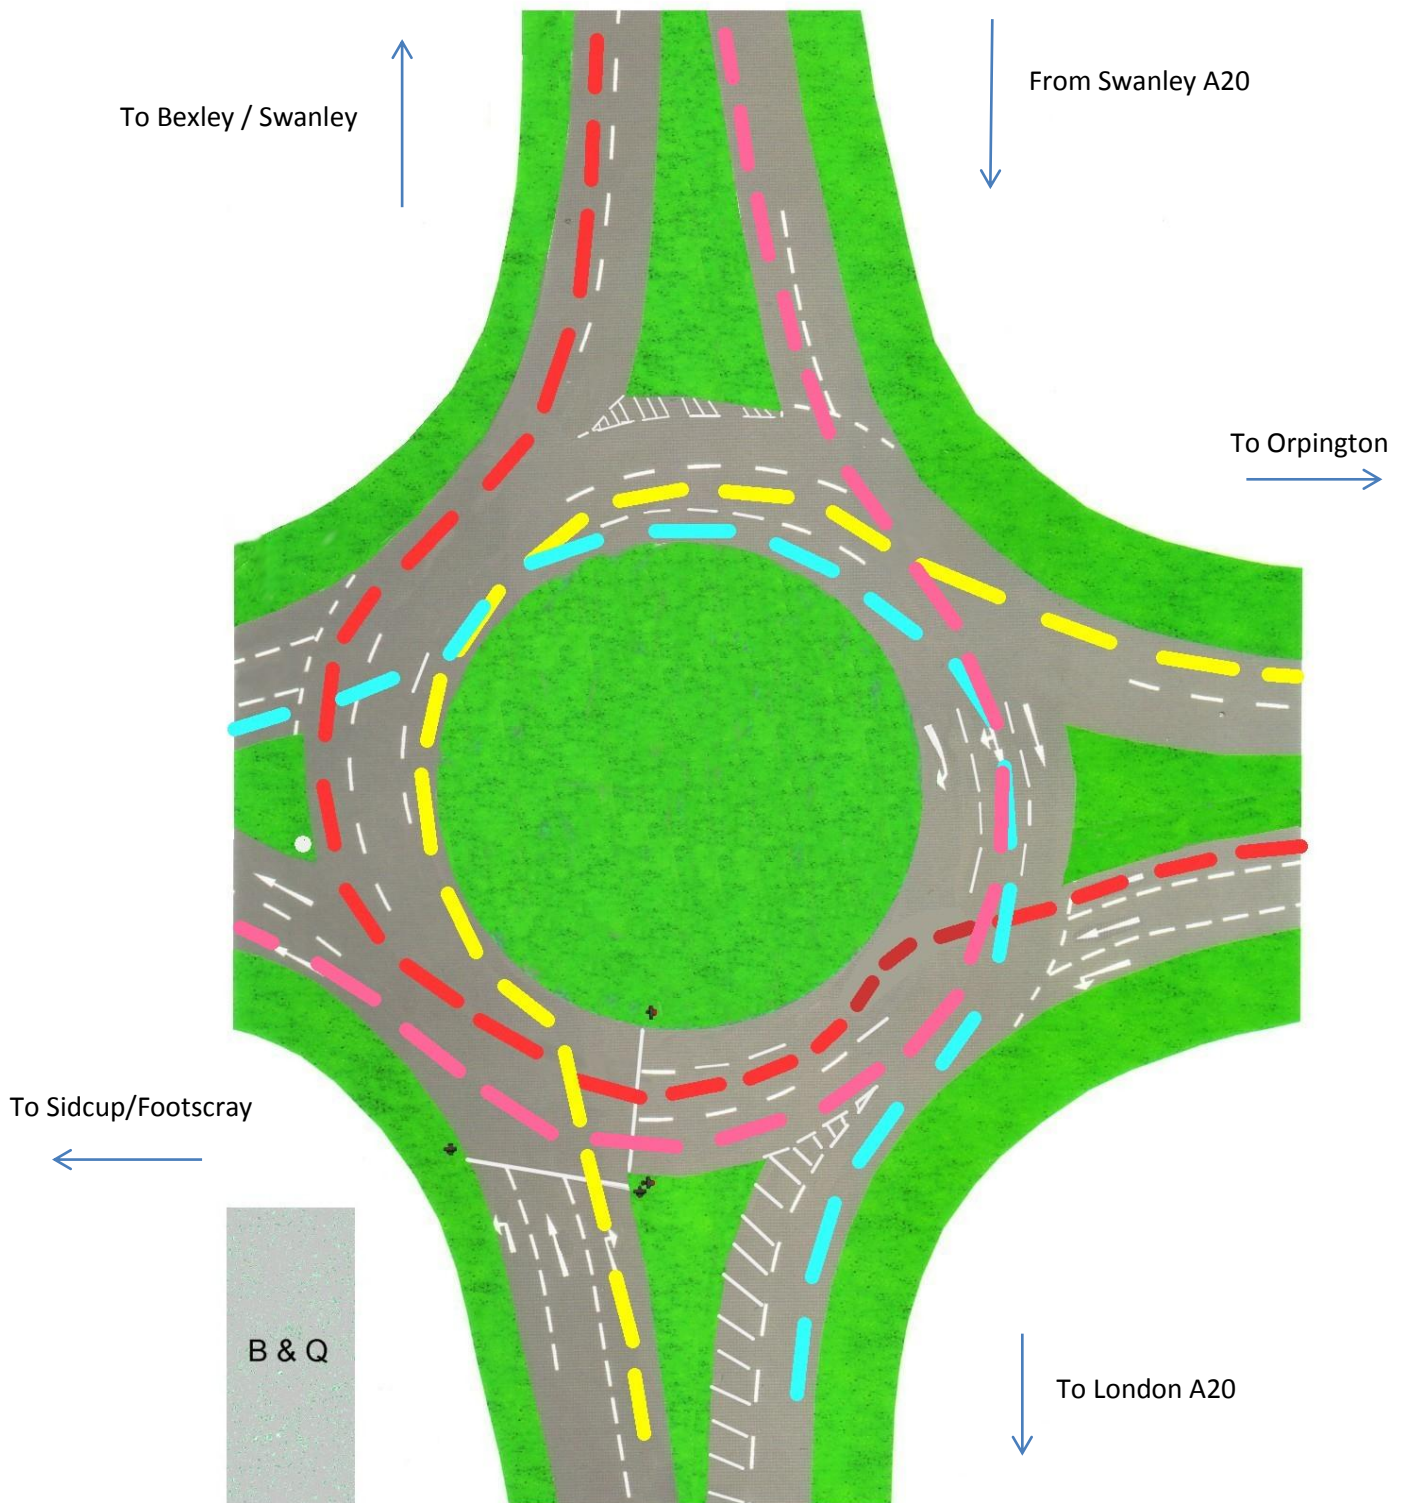 From Swanley A20
To Bexley / Swanley
To Orpington
To Sidcup/Footscray
B & Q
To London A20